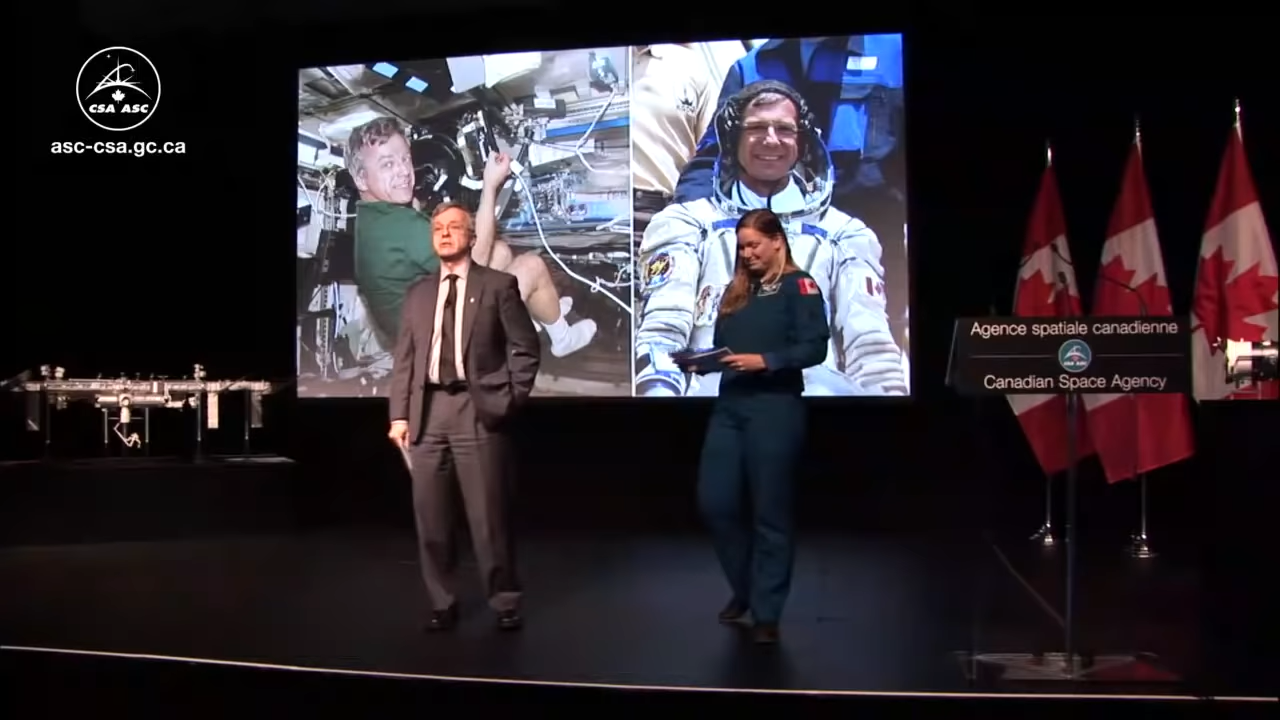 CSA ASC
asc-csa.gc.ca
Agence spatiale canadienne
CSA ASC
Canadian Space Agency